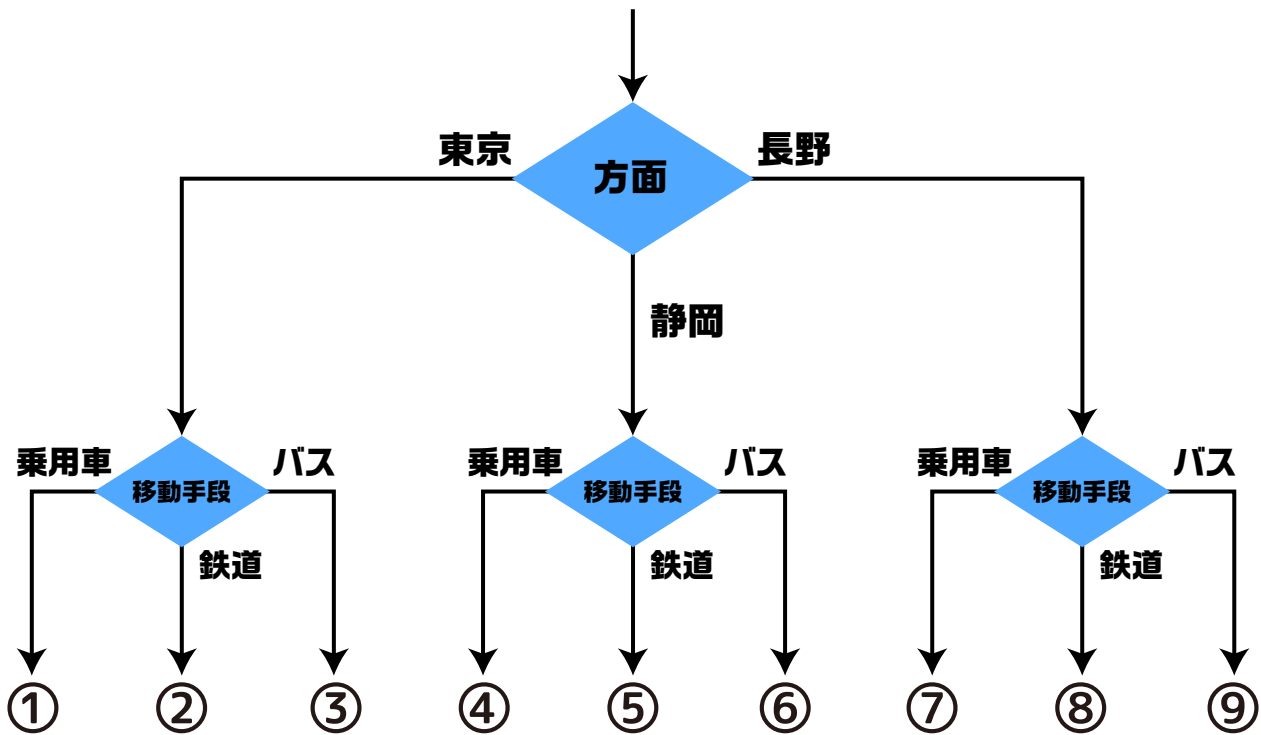 東京
方面
長野
静岡
乗用車
移動手段
バス
鉄道
乗用車
移動手段
バス
鉄道
乗用車
移動手段
バス
鉄道
① ② ③ ④ ⑤ ⑥ ⑦ ⑧ ⑨